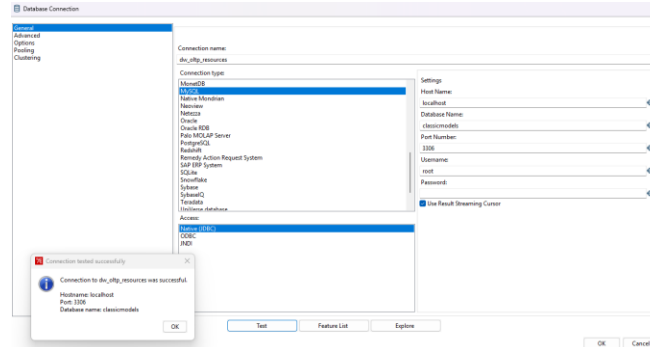 Database Connection
General
Advanced
Options
Pooling
Clustering
Connection name:
dw_oltp_resources
Connection type:
MonetDB
MySQL
Native Mondrian
Neoview
Netezza
Oracle
Oracle RDB
Palo MOLAP Server
PostgreSQL
Redshift
Remedy Action Request System
SAP ERP System
SQLite
Snowflake
Sybase
SybaseIQ
Teradata
UniVerse database
Access:
Native (JDBC)
ODBC
JNDI
Settings
Host Name:
localhost
Database Name:
classicmodels
Port Number:
3306
Username:
root
Password:
Use Result Streaming Cursor
Connection tested successfully
Connection to dw_oltp_resources was successful.
Hostname: localhost
Port: 3306
Database name: classicmodels
OK
Test
Feature List
Explore
OK
Cancel